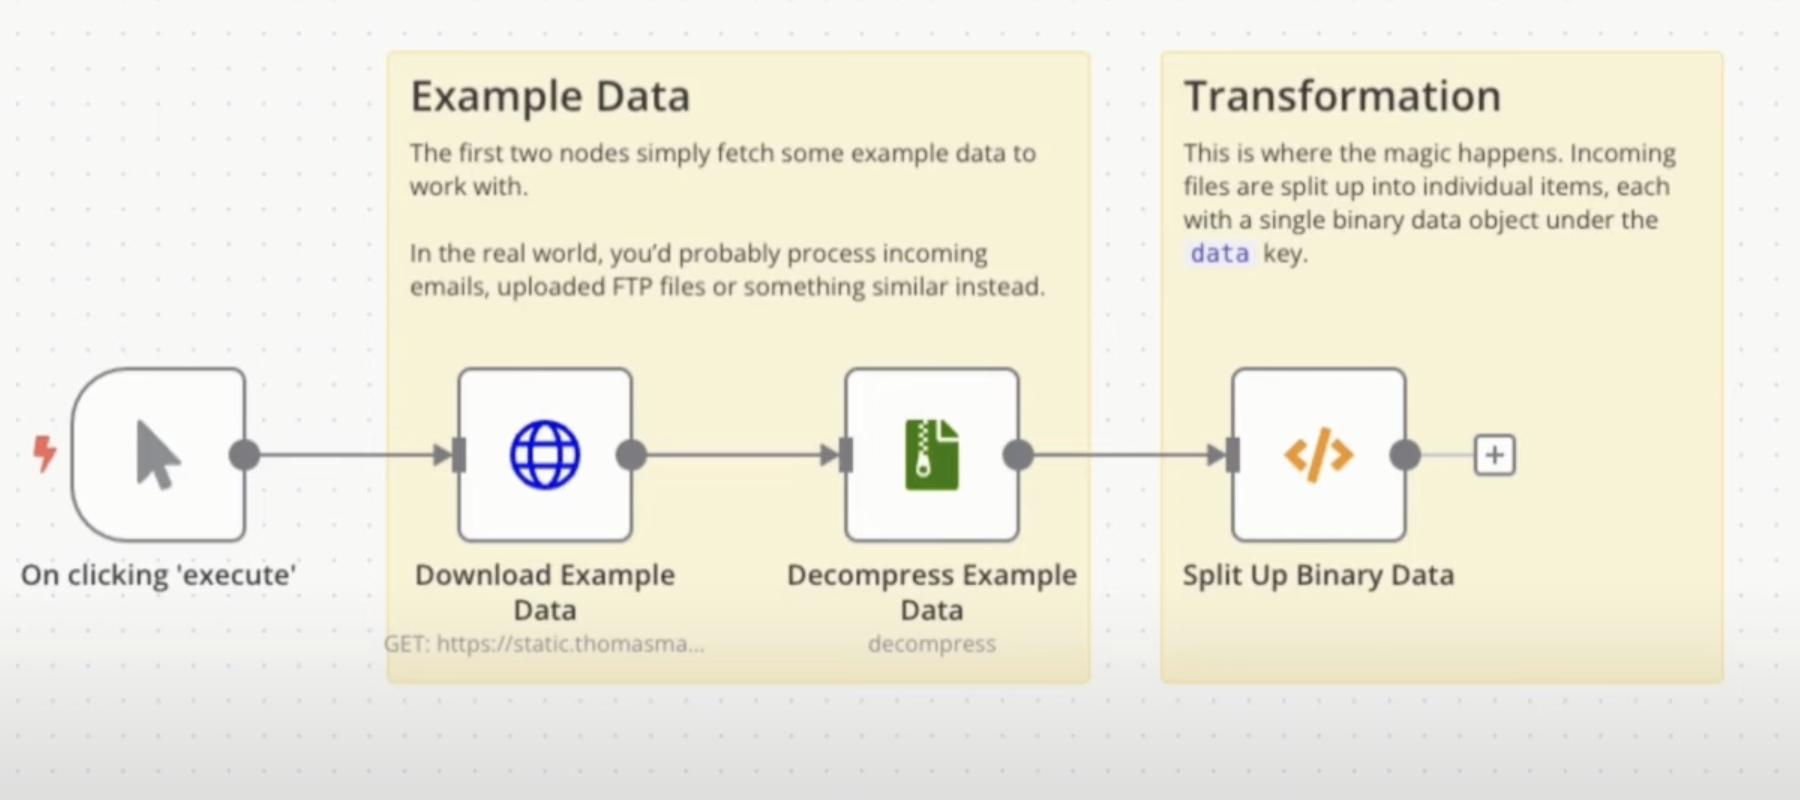 Example Data
The first two nodes simply fetch some example data to
work with.
In the real world, you'd probably process incoming
emails, uploaded FTP files or something similar instead.
Transformation
This is where the magic happens. Incoming
files are split up into individual items, each
with a single binary data object under the
data key.
On clicking 'execute'
Download Example
Data
GET: https://static.thomasma...
Decompress Example
Data
decompress
Split Up Binary Data